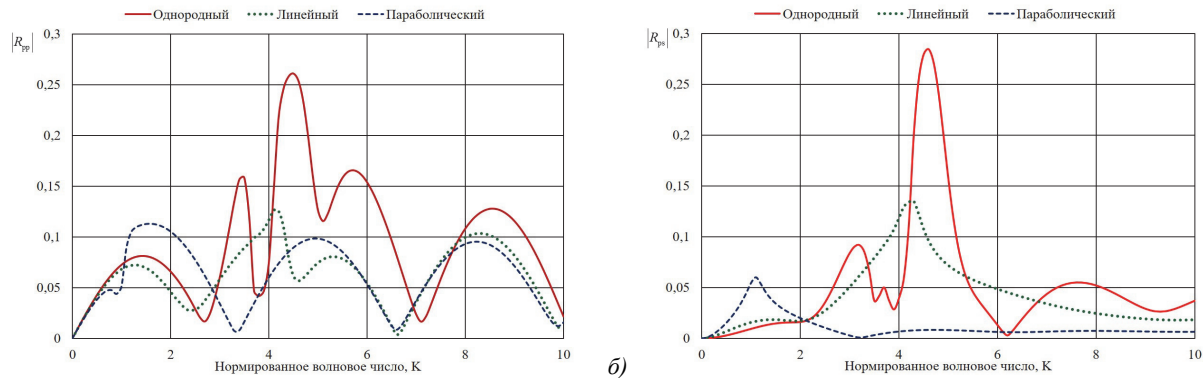 Однородный Линейный Параболический
|Rpp|
0,3
0,25
0,2
0,15
0,1
0,05
0
0 2 4 6 8 10
Нормированное волновое число, K
б)
Однородный Линейный Параболический
|Rps|
0,3
0,25
0,2
0,15
0,1
0,05
0
0 2 4 6 8 10
Нормированное волновое число, K